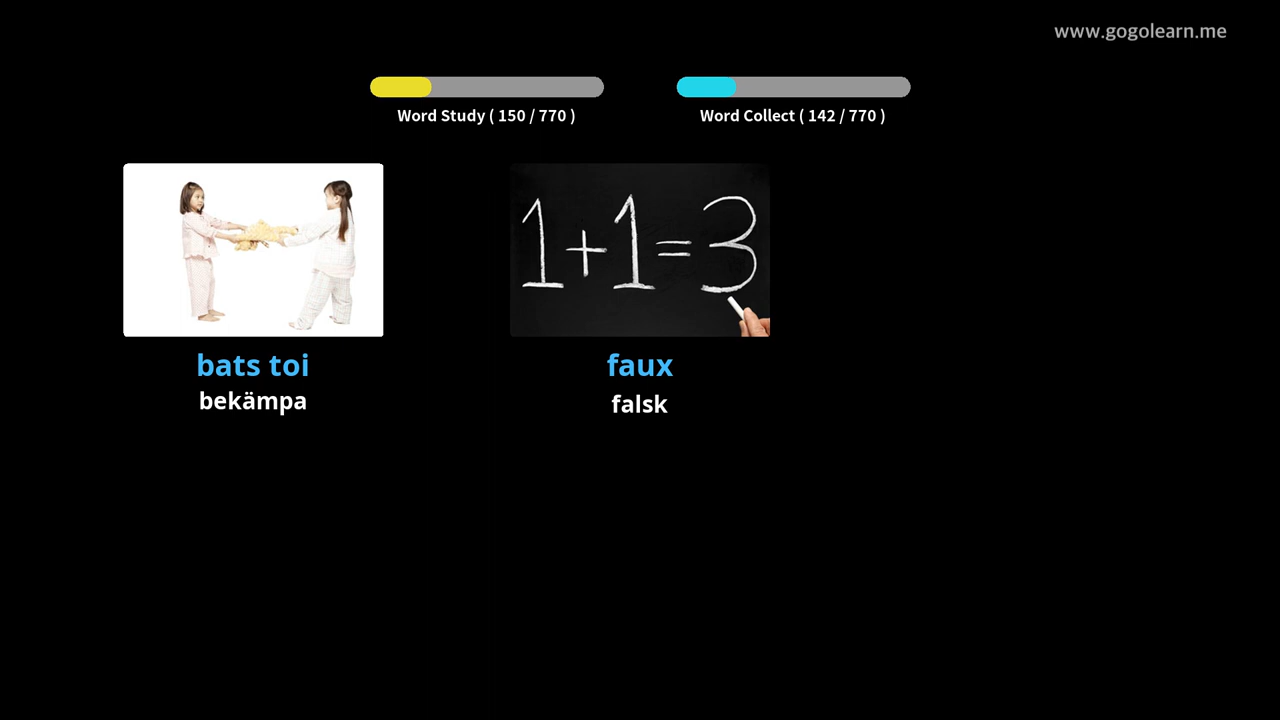 www.gogolearn.me
Word Study ( 150 / 770 )
Word Collect ( 142 / 770 )
1+1=3
bats toi
faux
bekämpa
falsk